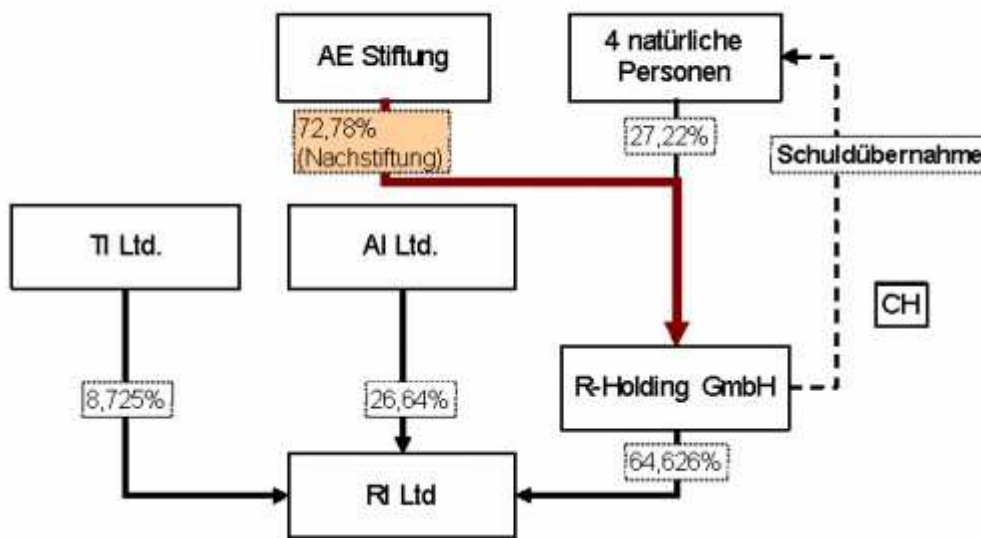 AE Stiftung
4 natürliche
Personen
72,78%
(Nachstiftung)
27,22%
Schuldübernahme
TI Ltd.
AI Ltd.
CH
R-Holding GmbH
8,725%
26,64%
64,626%
RI Ltd